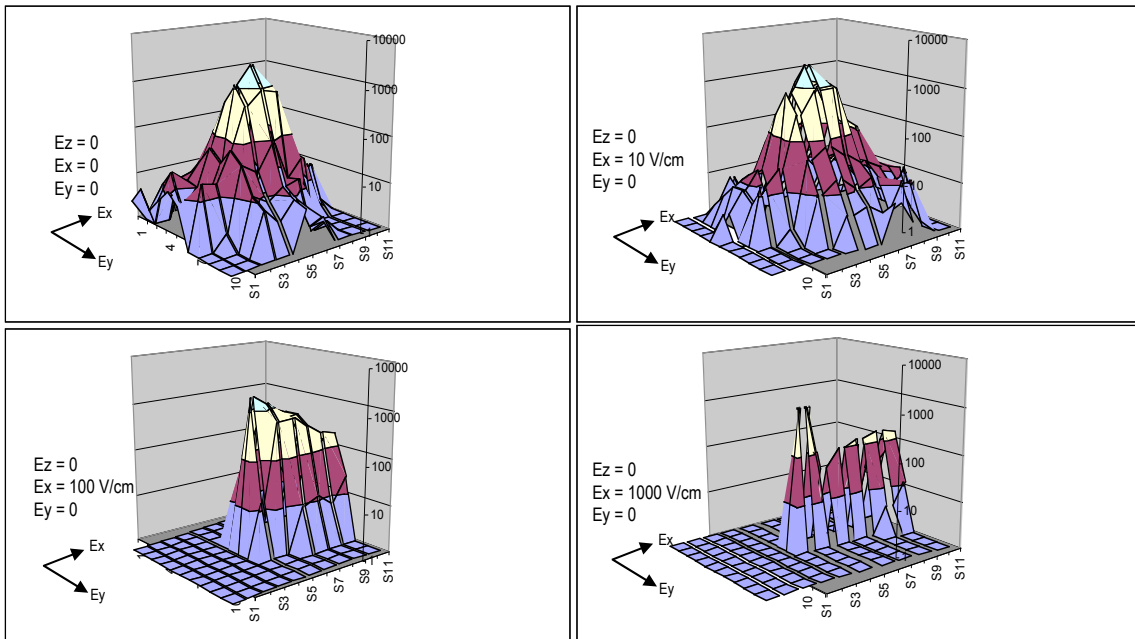 10000
1000
100
10
Ez = 0
Ex = 0
Ey = 0
Ex
Ey
1
4
10
S1
S3
S5
S7
S9
S11
10000
1000
100
10
1
Ez = 0
Ex = 10 V/cm
Ey = 0
Ex
Ey
10
S1
S3
S5
S7
S9
S11
10000
1000
100
10
Ez = 0
Ex = 100 V/cm
Ey = 0
Ex
Ey
S1
S3
S5
S7
S9
S11
10000
1000
100
10
Ez = 0
Ex = 1000 V/cm
Ey = 0
Ex
Ey
10
S1
S3
S5
S7
S9
S11